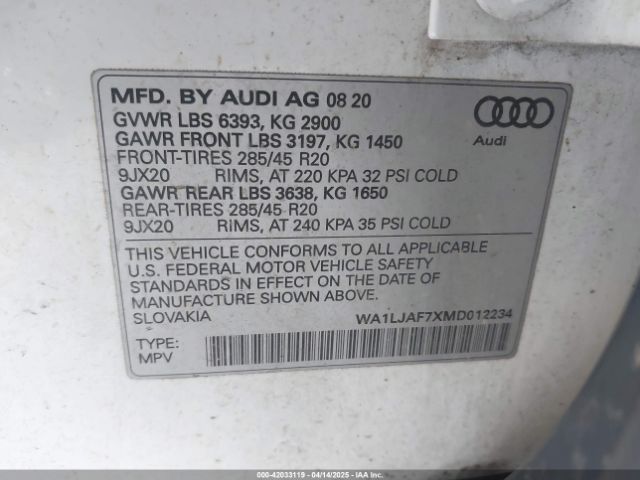 MFD. BY AUDI AG 08 20
GVWR LBS 6393, KG 2900
GAWR FRONT LBS 3197, KG 1450
FRONT-TIRES 285/45 R20
9JX20 RIMS, AT 220 KPA 32 PSI COLD
GAWR REAR LBS 3638, KG 1650
REAR-TIRES 285/45 R20
9JX20 RIMS, AT 240 KPA 35 PSI COLD
Audi
THIS VEHICLE CONFORMS TO ALL APPLICABLE
U.S. FEDERAL MOTOR VEHICLE SAFETY
STANDARDS IN EFFECT ON THE DATE OF
MANUFACTURE SHOWN ABOVE.
SLOVAKIA WA1LJAF7XMD012234
TYPE:
MPV
000-42033119 - 04/14/2025 - IAAI.COM